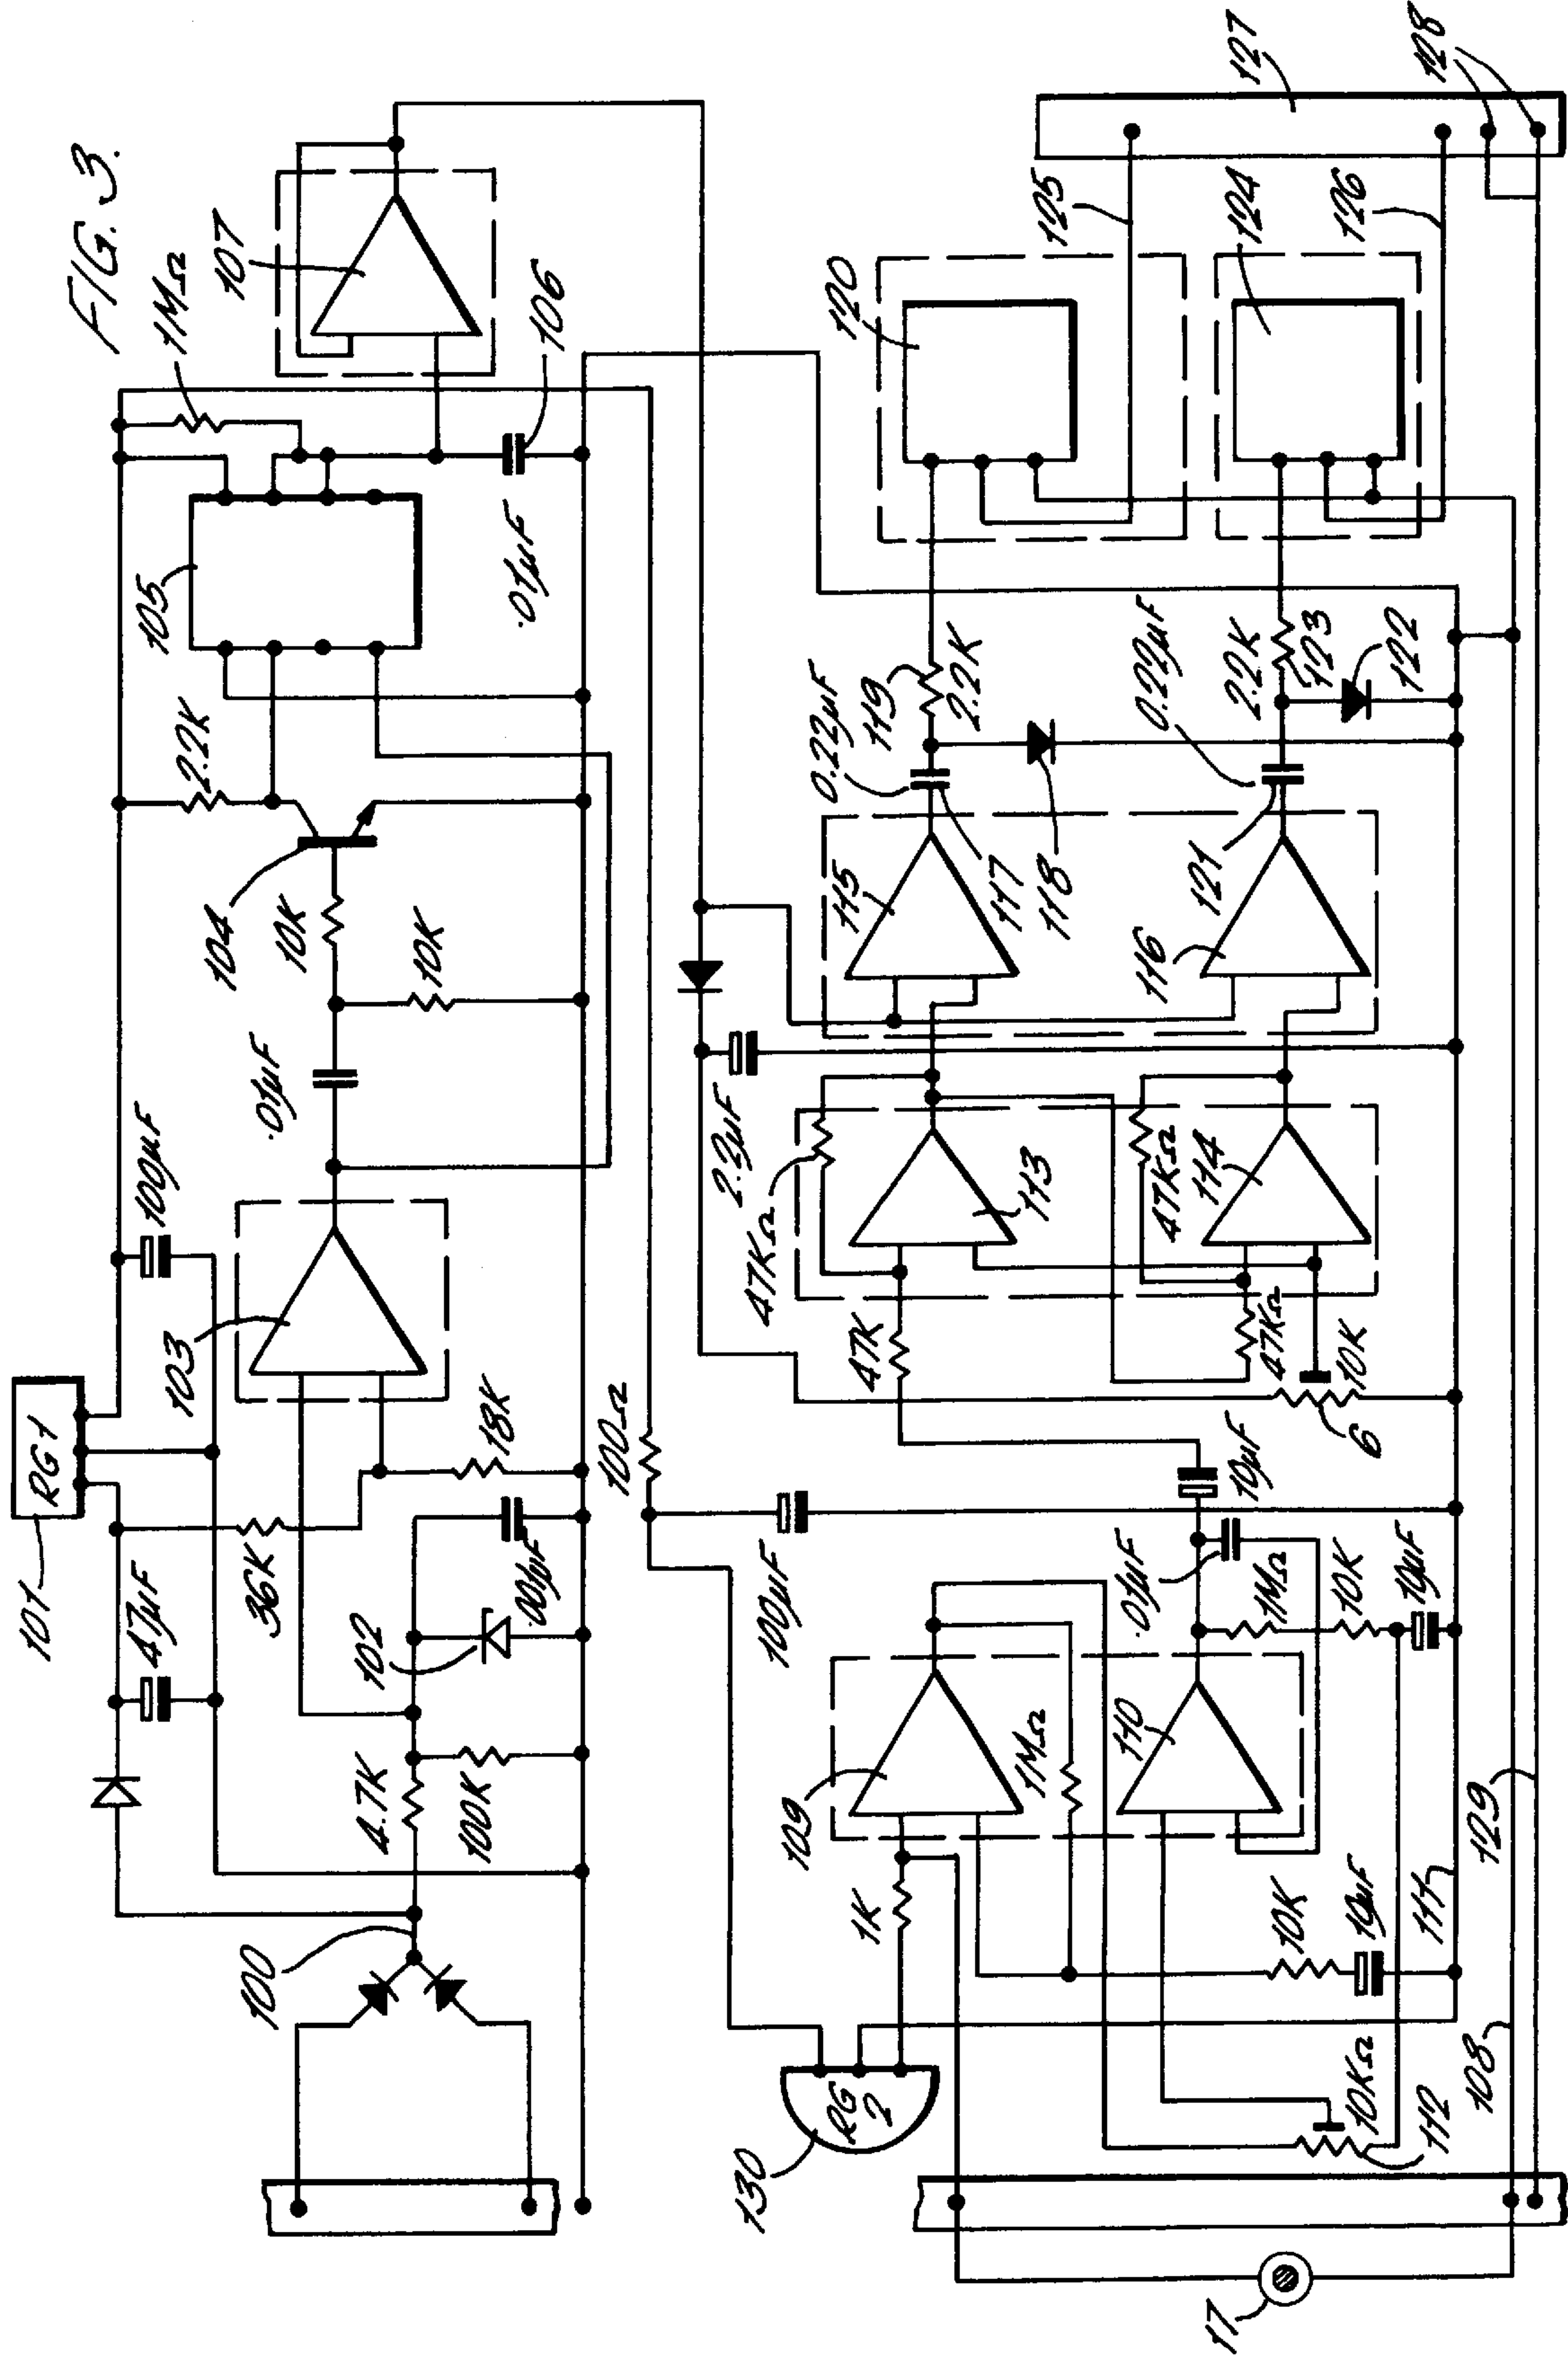 FIG. 3.
101
RG1
47µF
100µF
36K
103
18K
102
.001µF
4.7K
100K
100
.01µF
10K
10K
104
2.2K
105
1MΩ
107
106
.01µF
100Ω
100µF
130
RG
2
1K
109
1MΩ
110
.01µF
1MΩ
10K
10µF
10µF
10K
10µF
111
10KΩ
112
108
129
17
47K
47KΩ
2.2µF
113
47KΩ
114
47KΩ
10K
6
115
116
0.22µF
117
118
119
2.2K
121
0.22µF
2.2K
123
122
120
124
125
126
127
128